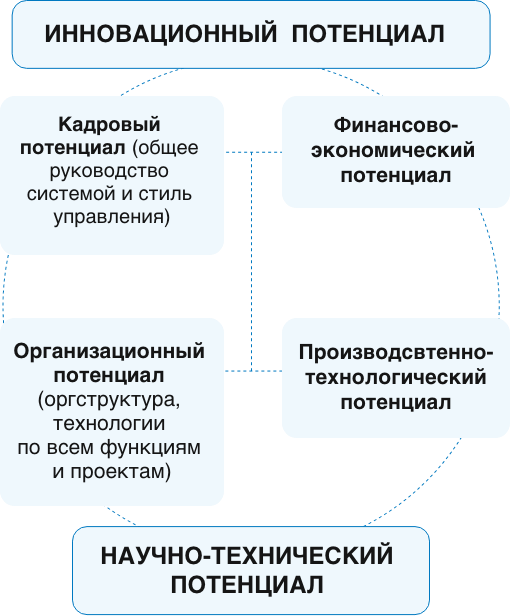 ИННОВАЦИОННЫЙ ПОТЕНЦИАЛ
Кадровый
потенциал (общее
руководство
системой и стиль
управления)
Финансово-
экономический
потенциал
Организационный
потенциал
(оргструктура,
технологии
по всем функциям
и проектам)
Производсвтенно-
технологический
потенциал
НАУЧНО-ТЕХНИЧЕСКИЙ
ПОТЕНЦИАЛ